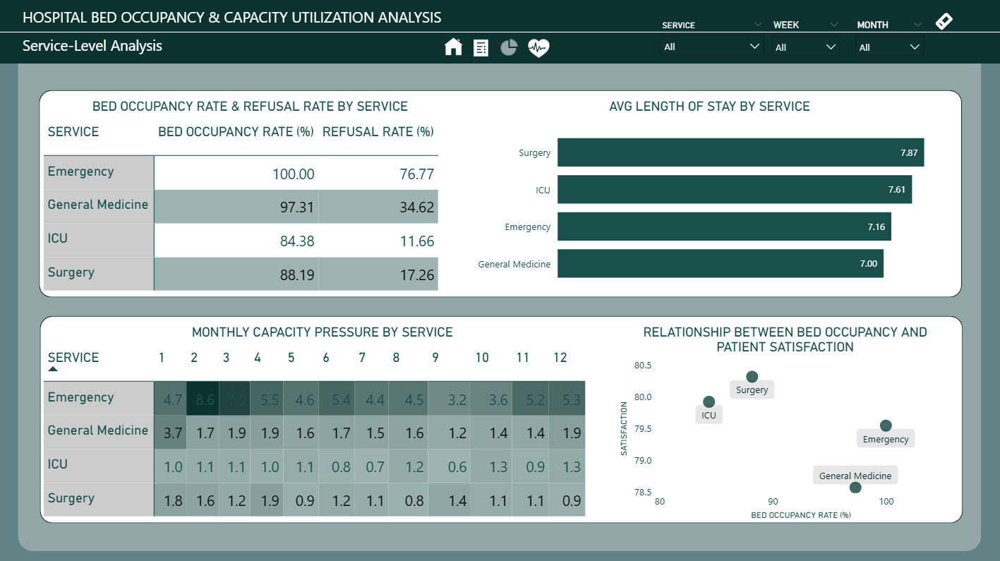 HOSPITAL BED OCCUPANCY & CAPACITY UTILIZATION ANALYSIS
SERVICE WEEK MONTH
Service-Level Analysis
All All All
BED OCCUPANCY RATE & REFUSAL RATE BY SERVICE
SERVICE BED OCCUPANCY RATE (%) REFUSAL RATE (%)
Emergency 100.00 76.77
General Medicine 97.31 34.62
ICU 84.38 11.66
Surgery 88.19 17.26
AVG LENGTH OF STAY BY SERVICE
Surgery 7.87
ICU 7.61
Emergency 7.16
General Medicine 7.00
MONTHLY CAPACITY PRESSURE BY SERVICE
SERVICE 1 2 3 4 5 6 7 8 9 10 11 12
Emergency 4.7 8.6 7.5 5.5 4.6 5.4 4.4 4.5 3.2 3.6 5.2 5.3
General Medicine 3.7 1.7 1.9 1.9 1.6 1.7 1.5 1.6 1.2 1.4 1.4 1.9
ICU 1.0 1.1 1.1 1.0 1.1 0.8 0.7 1.2 0.6 1.3 0.9 1.3
Surgery 1.8 1.6 1.2 1.9 0.9 1.2 1.1 0.8 1.4 1.1 1.1 0.9
RELATIONSHIP BETWEEN BED OCCUPANCY AND
PATIENT SATISFACTION
SATISFACTION
80.5
80.0
79.5
79.0
78.5
Surgery
ICU
Emergency
General Medicine
80 90 100
BED OCCUPANCY RATE (%)